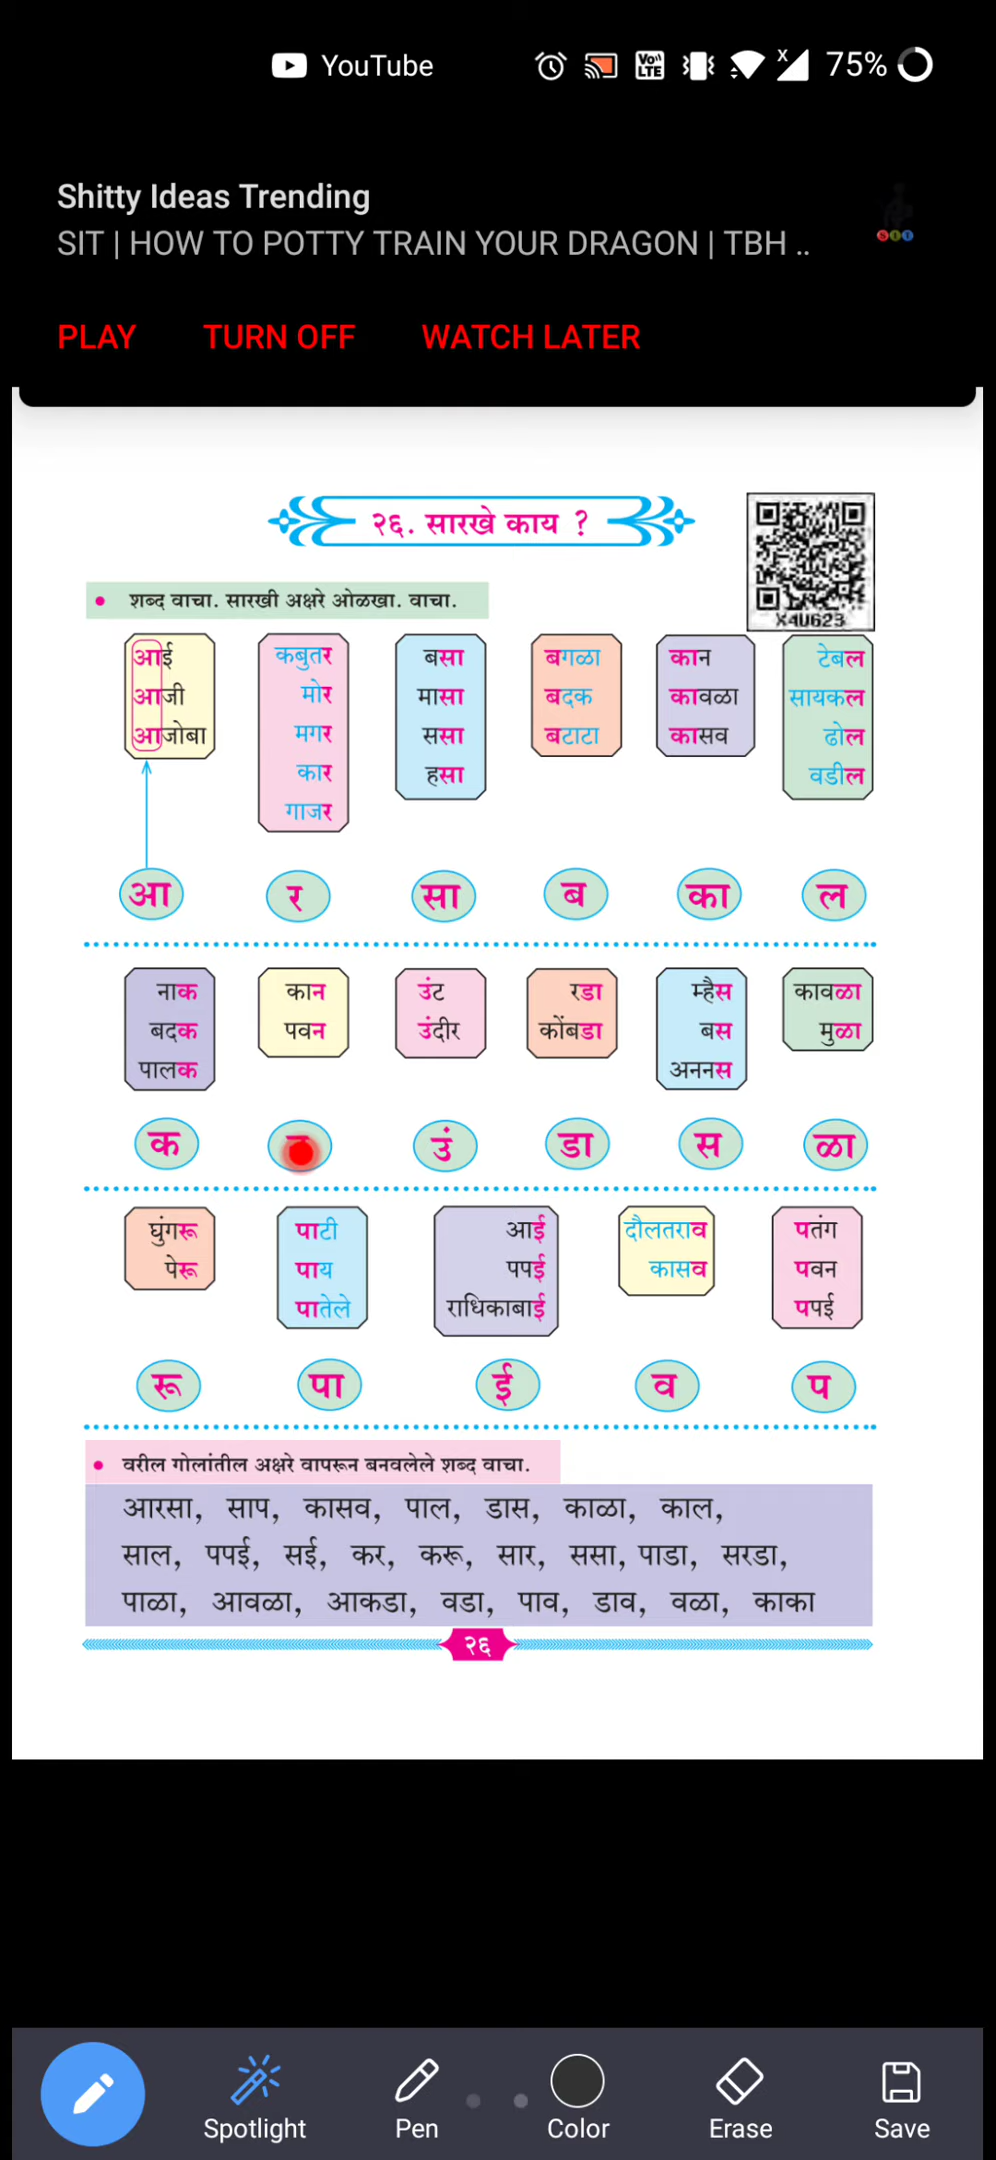 YouTube
Vo)) LTE
X
75%
Shitty Ideas Trending
SIT | HOW TO POTTY TRAIN YOUR DRAGON | TBH ..
SIT
PLAY TURN OFF WATCH LATER
२६. सारखे काय ?
X4U623
• शब्द वाचा. सारखी अक्षरे ओळखा. वाचा.
आई
आजी
आजोबा
कबुतर
मोर
मगर
कार
गाजर
बसा
मासा
ससा
हसा
बगळा
बदक
बटाटा
कान
कावळा
कासव
टेबल
सायकल
ढोल
वडील
आ र सा ब का ल
नाक
बदक
पालक
कान
पवन
उंट
उंदीर
रडा
कोंबडा
म्हैस
बस
अननस
कावळा
मुळा
क उं डा स ळा
घुंगरू
पेरू
पाटी
पाय
पातेले
आई
पपई
राधिकाबाई
दौलतराव
कासव
पतंग
पवन
पपई
रू पा ई व प
• वरील गोलांतील अक्षरे वापरून बनवलेले शब्द वाचा.
आरसा, साप, कासव, पाल, डास, काळा, काल,
साल, पपई, सई, कर, करू, सार, ससा, पाडा, सरडा,
पाळा, आवळा, आकडा, वडा, पाव, डाव, वळा, काका
२६
Spotlight Pen Color Erase Save